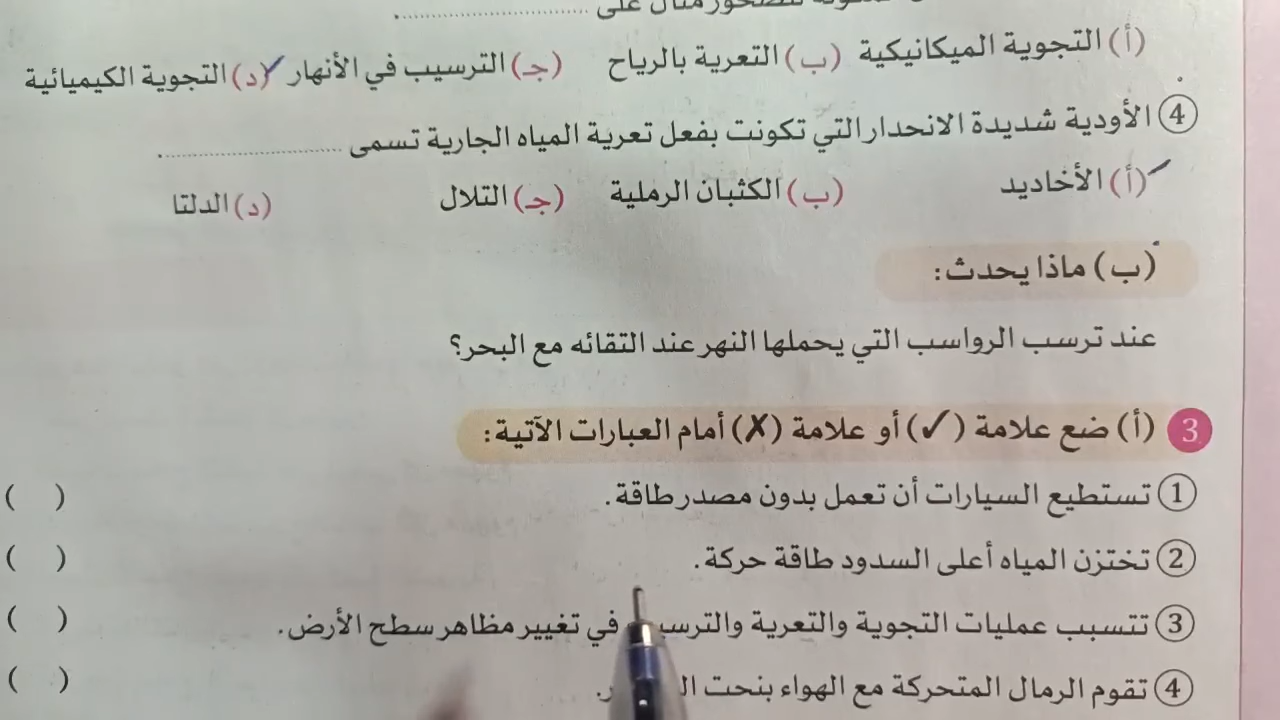 للصخور مثال على ..............................
(أ) التجوية الميكانيكية (ب) التعرية بالرياح (جـ) الترسيب في الأنهار (د) التجوية الكيميائية
④ الأودية شديدة الانحدار التي تكونت بفعل تعرية المياه الجارية تسمى ..............................
(أ) الأخاديد (ب) الكثبان الرملية (جـ) التلال (د) الدلتا
(ب) ماذا يحدث:
عند ترسب الرواسب التي يحملها النهر عند التقائه مع البحر؟
3 (أ) ضع علامة (✓) أو علامة (✗) أمام العبارات الآتية:
① تستطيع السيارات أن تعمل بدون مصدر طاقة. ( )
② تختزن المياه أعلى السدود طاقة حركة. ( )
③ تتسبب عمليات التجوية والتعرية في تغيير مظاهر سطح الأرض. ( )
④ تقوم الرمال المتحركة مع الهواء بنحت ( )